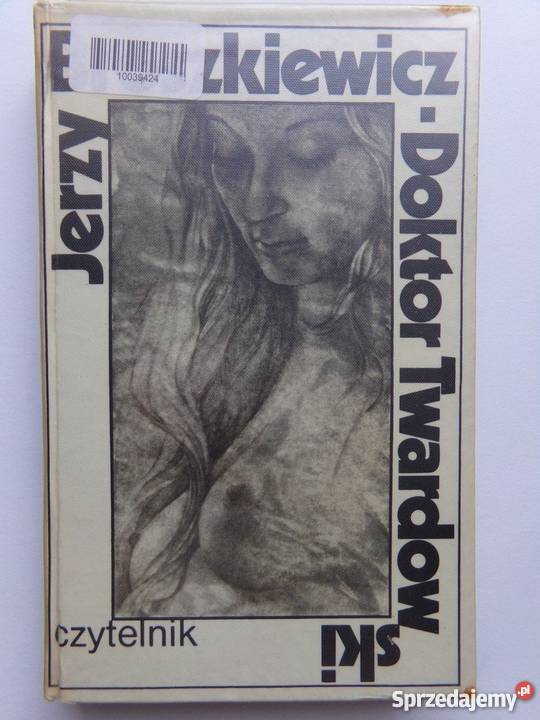 10039424
Jerzy
zkiewicz-
Doktor Twardow
ski
czytelnik
Sprzedajemy.pl